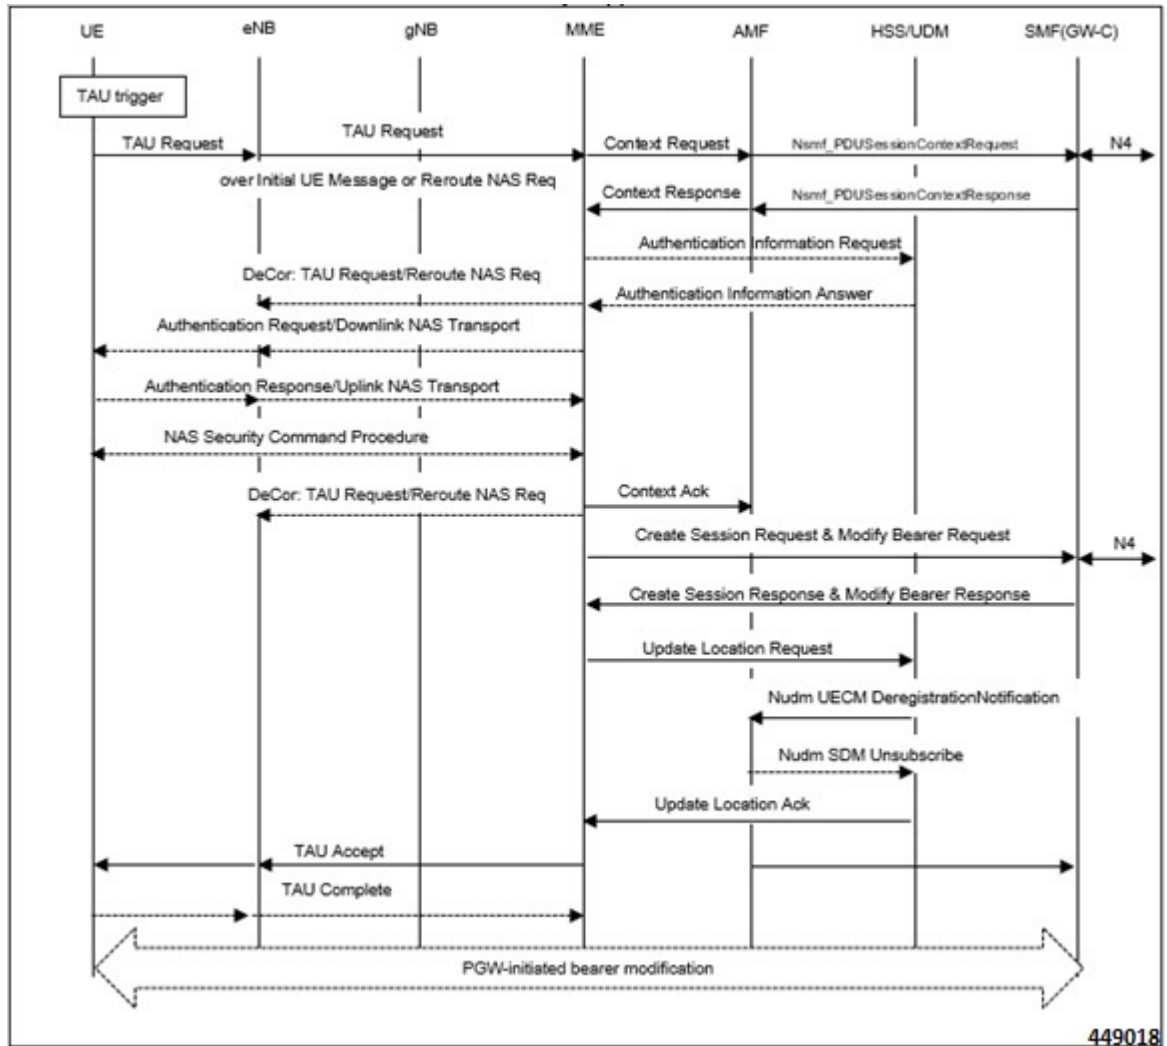 UE eNB gNB MME AMF HSS/UDM SMF(GW-C)
TAU trigger
TAU Request TAU Request Context Request Nsmf_PDUSessionContextRequest N4
over Initial UE Message or Reroute NAS Req
Context Response Nsmf_PDUSessionContextResponse
Authentication Information Request
DeCor: TAU Request/Reroute NAS Req
Authentication Information Answer
Authentication Request/Downlink NAS Transport
Authentication Response/Uplink NAS Transport
NAS Security Command Procedure
DeCor: TAU Request/Reroute NAS Req
Context Ack
Create Session Request & Modify Bearer Request
N4
Create Session Response & Modify Bearer Response
Update Location Request
Nudm UECM DeregistrationNotification
Nudm SDM Unsubscribe
Update Location Ack
TAU Accept
TAU Complete
PGW-initiated bearer modification
449018